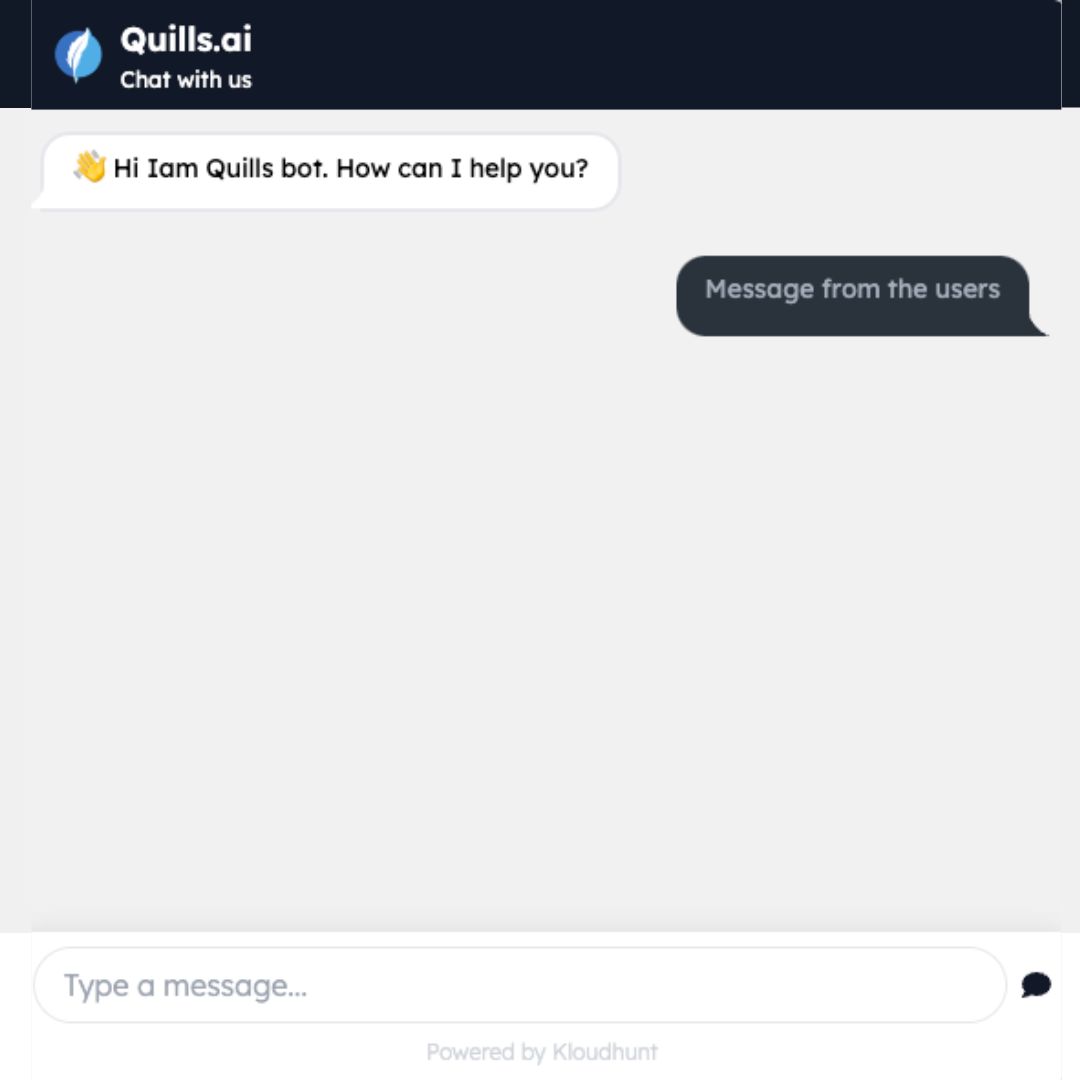 Quills.ai
Chat with us
👋 Hi Iam Quills bot. How can I help you?
Message from the users
Type a message...
Powered by Kloudhunt